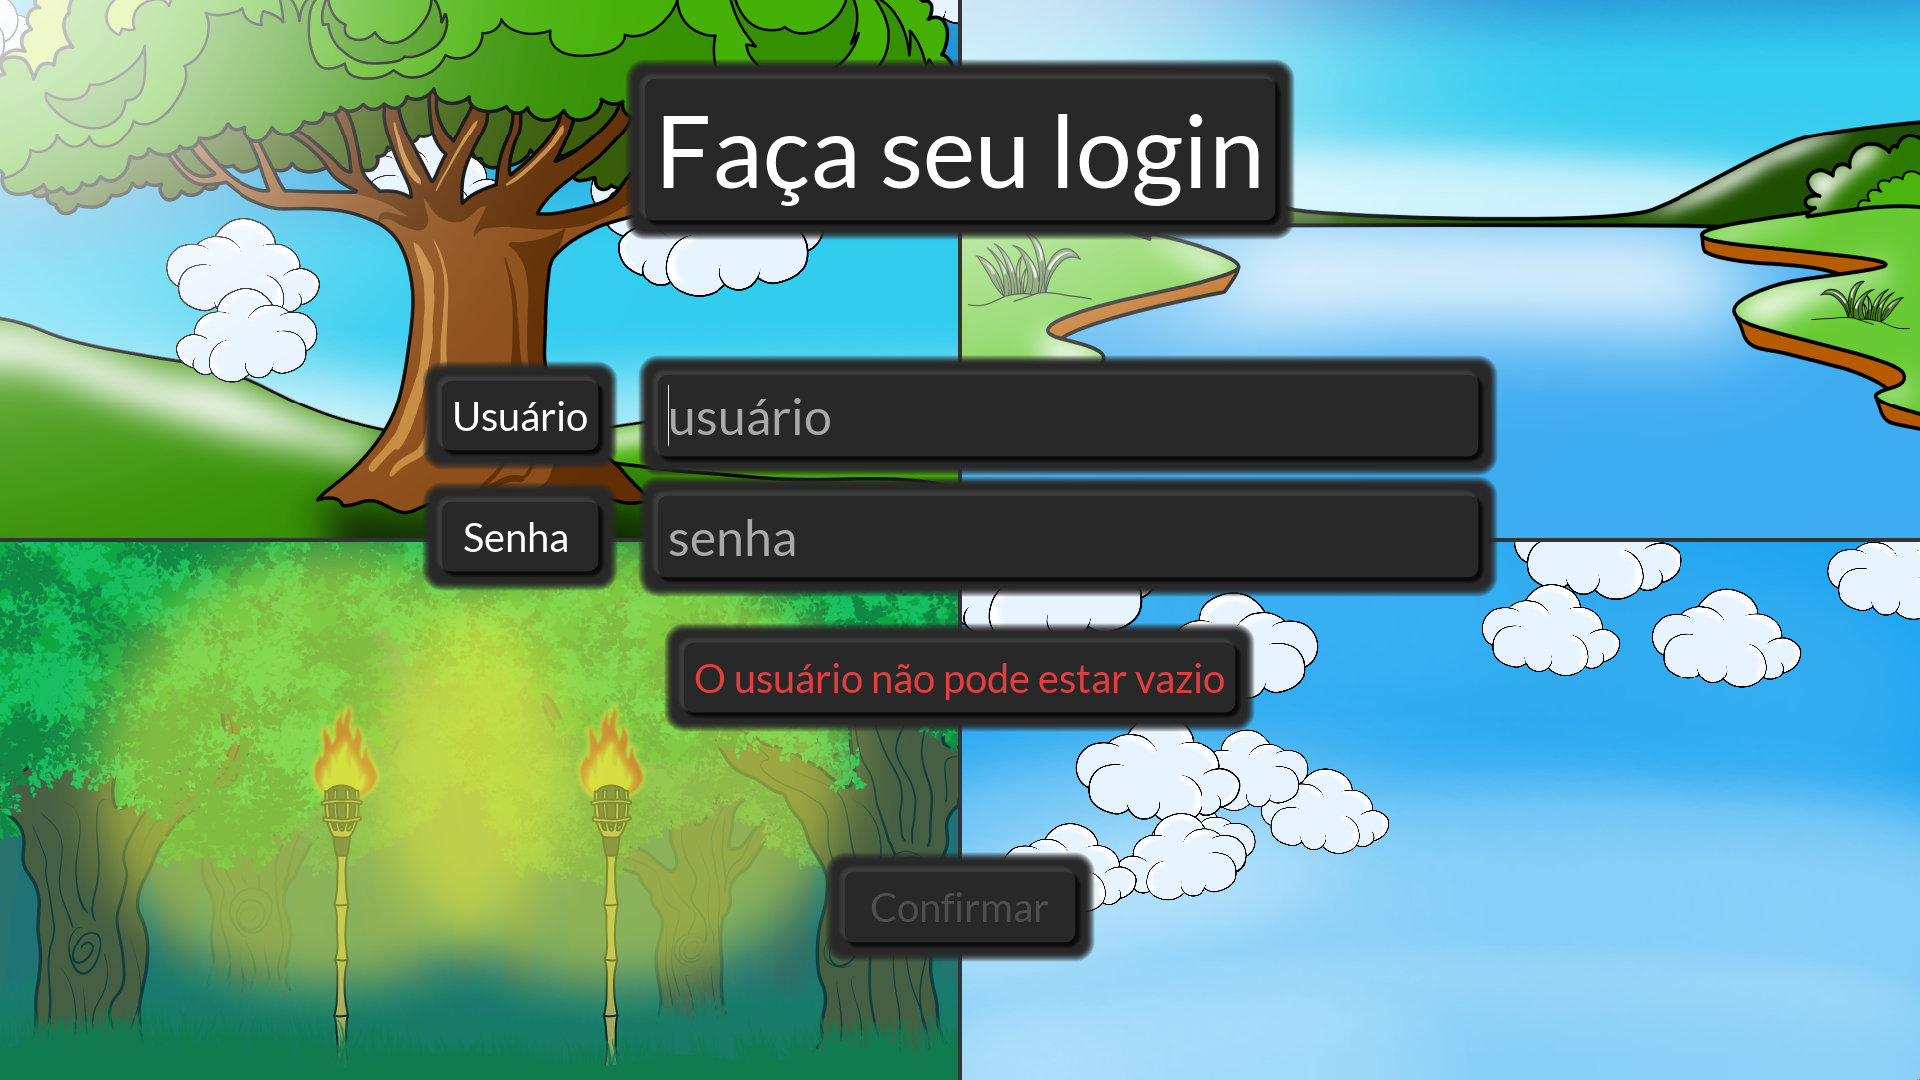 Faça seu login
Usuário
usuário
Senha
senha
O usuário não pode estar vazio
Confirmar